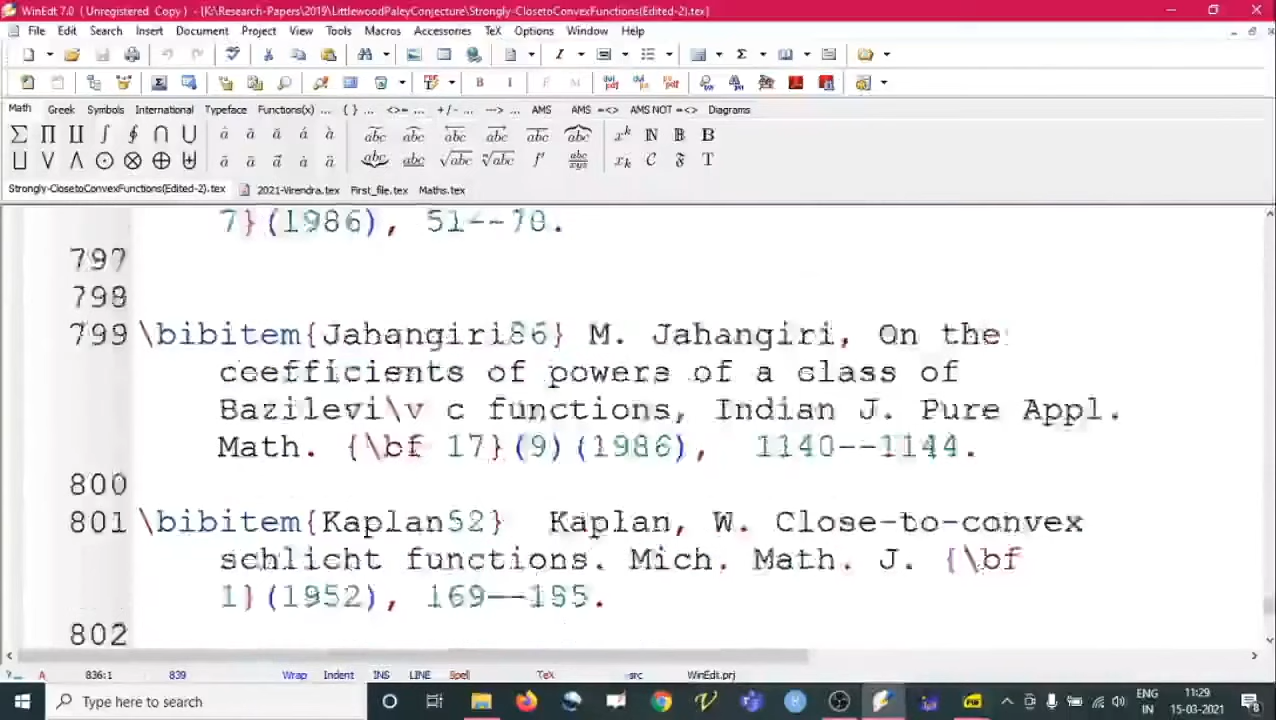 WinEdt 7.0 ( Unregistered Copy ) - [K:\Research-Papers\2019\LittlewoodPaleyConjecture\Strongly-ClosetoConvexFunctions(Edited-2).tex]
File Edit Search Insert Document Project View Tools Macros Accessories TeX Options Window Help
Math Greek Symbols International Typeface Functions(x) ... { } ... <>= ... +/- ... ---> ... AMS AMS =<> AMS NOT =<> Diagrams
Strongly-ClosetoConvexFunctions(Edited-2).tex 2021-Virendra.tex First_file.tex Maths.tex
7}(1986), 51--70.
797
798
799 \bibitem{Jahangiri86} M. Jahangiri, On the
coefficients of powers of a class of
Bazilevi\v c functions, Indian J. Pure Appl.
Math. {\bf 17}(9)(1986), 1140--1144.
800
801 \bibitem{Kaplan52} Kaplan, W. Close-to-convex
schlicht functions. Mich. Math. J. {\bf
1}(1952), 169--185.
802
A 836:1 839 Wrap Indent INS LINE Spell TeX -src WinEdt.prj
Type here to search
ENG 11:29
IN 15-03-2021